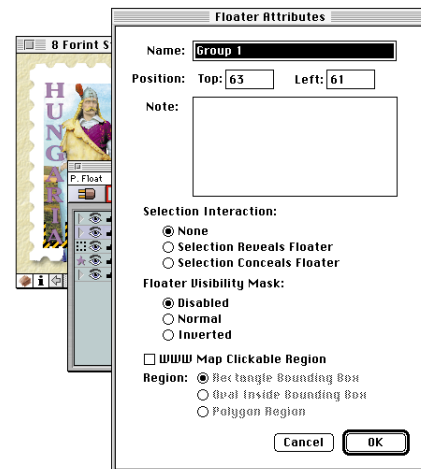 Floater Attributes
8 Forint S
Name: Group 1
Position: Top: 63 Left: 61
Note:
HUNGARIA
P. Float
Selection Interaction:
None
Selection Reveals Floater
Selection Conceals Floater
Floater Visibility Mask:
Disabled
Normal
Inverted
WWW Map Clickable Region
Region: Rectangle Bounding Box
Oval Inside Bounding Box
Polygon Region
Cancel OK